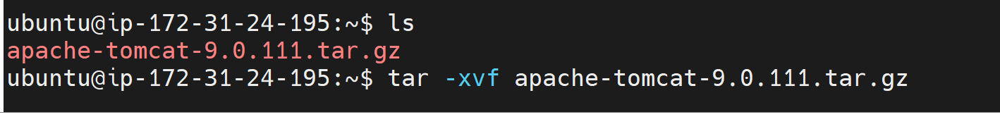 ubuntu@ip-172-31-24-195:~$ ls
apache-tomcat-9.0.111.tar.gz
ubuntu@ip-172-31-24-195:~$ tar -xvf apache-tomcat-9.0.111.tar.gz